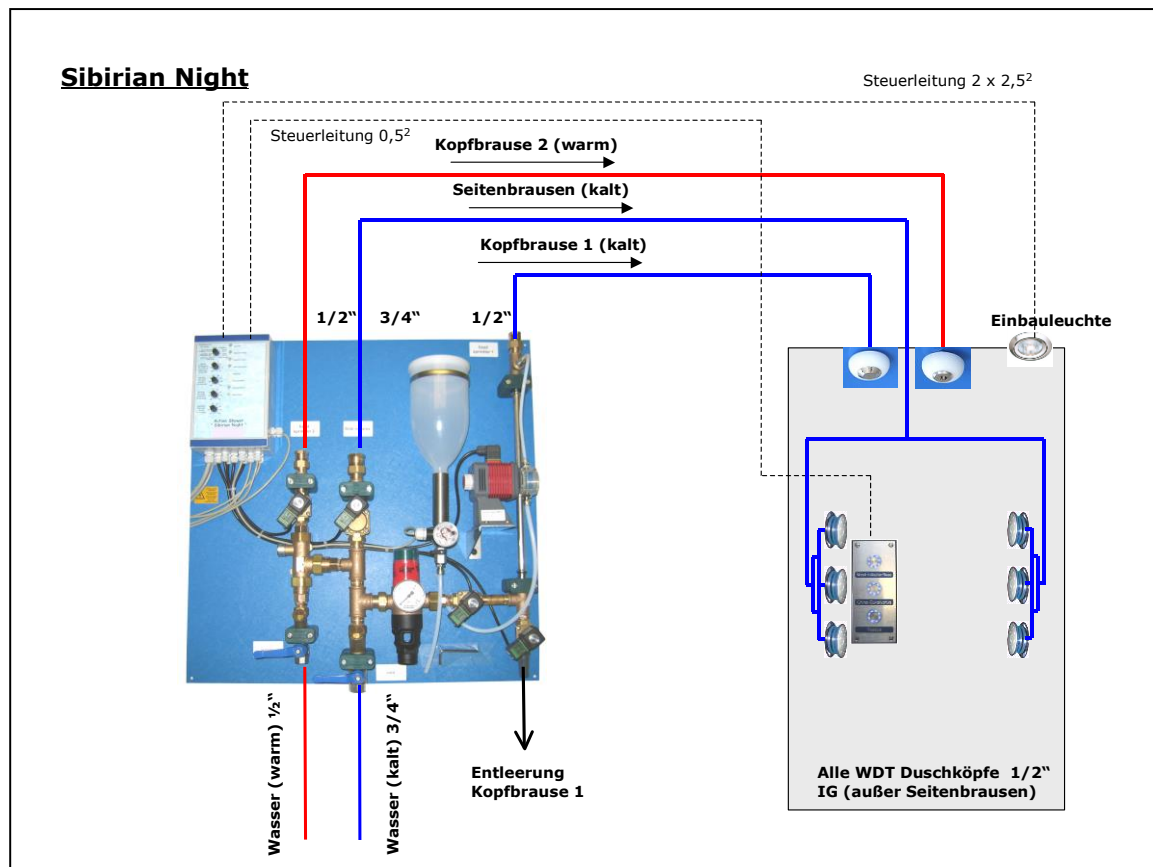 Sibirian Night
Steuerleitung 2 x 2,5²
Steuerleitung 0,5²
Kopfbrause 2 (warm)
Seitenbrausen (kalt)
Kopfbrause 1 (kalt)
1/2“
3/4“
1/2“
Einbauleuchte
Wasser (warm) ½“
Wasser (kalt) 3/4“
Entleerung
Kopfbrause 1
Alle WDT Duschköpfe 1/2“
IG (außer Seitenbrausen)